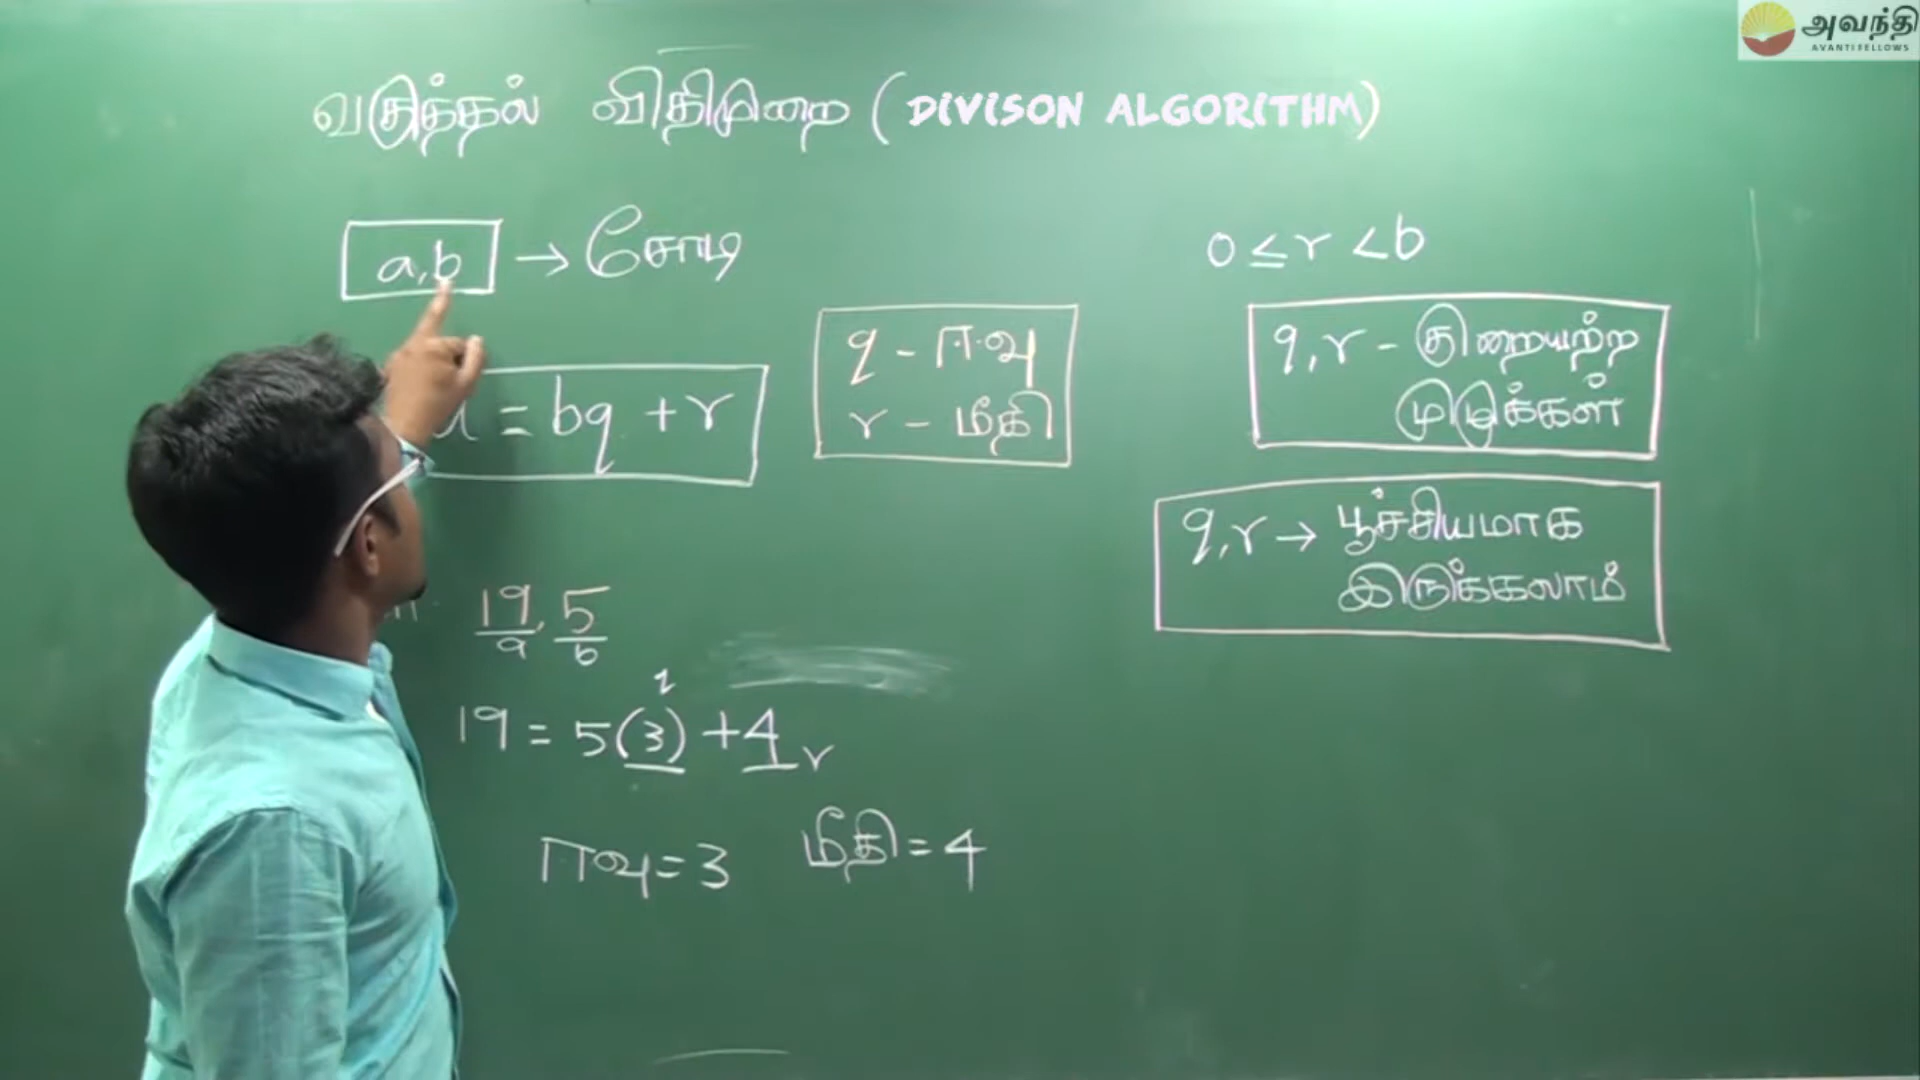 அவந்தி
AVANTI FELLOWS
வகுத்தல் விதிமுறை (DIVISON ALGORITHM)
a,b → சோடி
0 ≤ r < b
= bq + r
q - ஈவு
r - மீதி
q,r - குறையற்ற
முழுக்கள்
q,r → பூச்சியமாக
இருக்கலாம்
19, 5
a b
q
19 = 5(3) + 4 r
ஈவு = 3 மீதி = 4